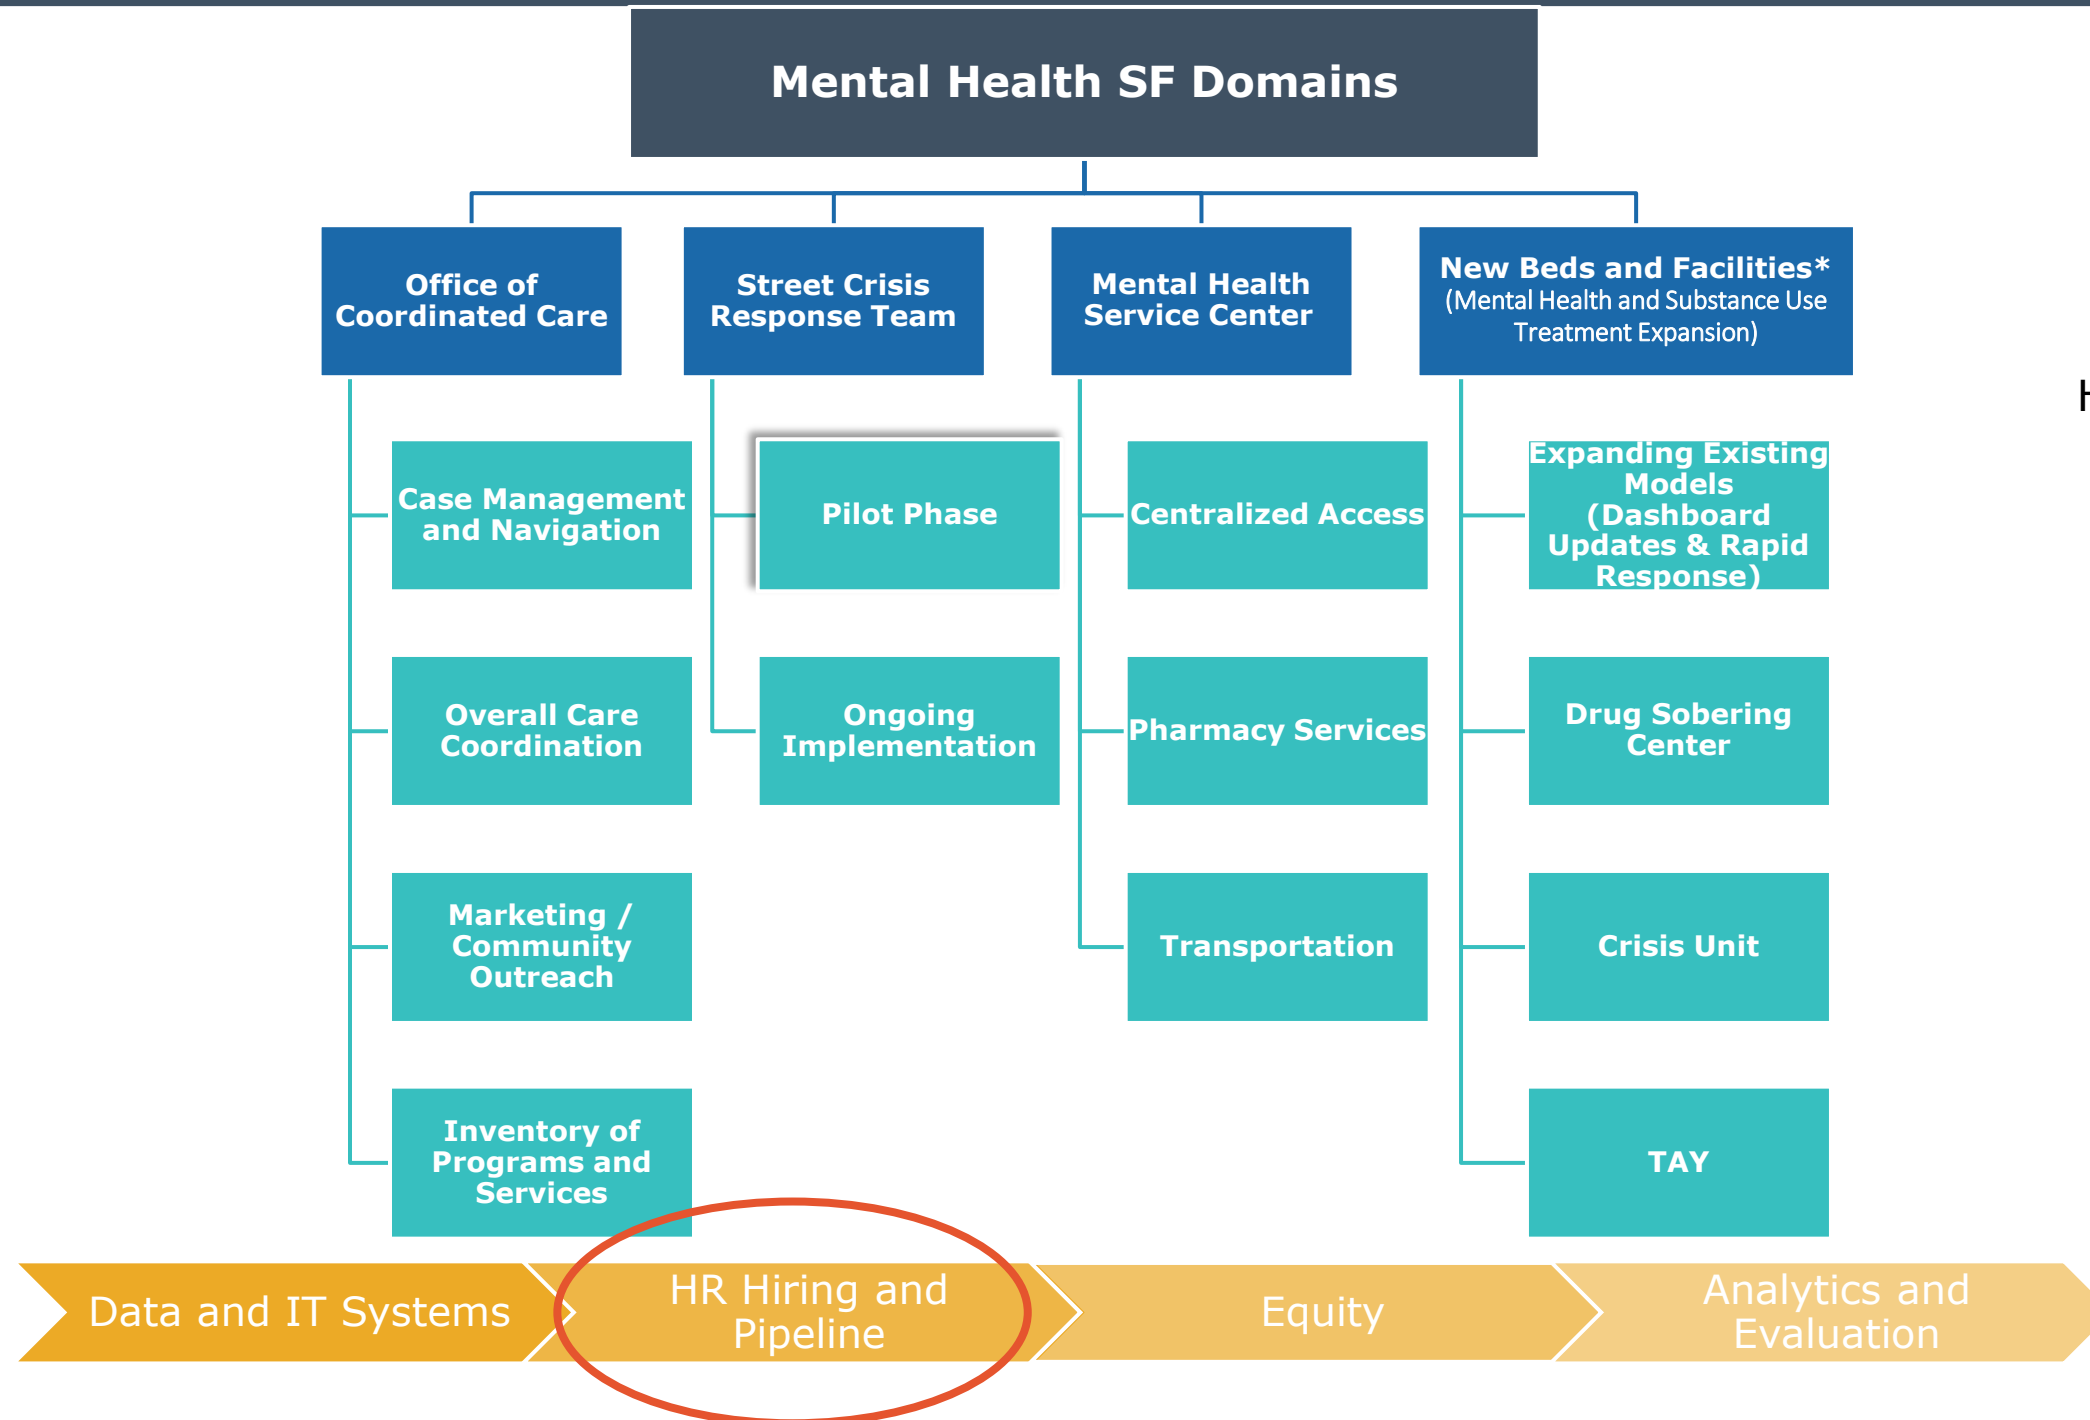 Mental Health SF Domains
Office of
Coordinated Care
Street Crisis
Response Team
Mental Health
Service Center
New Beds and Facilities*
(Mental Health and Substance Use
Treatment Expansion)
H
Case Management
and Navigation
Pilot Phase
Centralized Access
Expanding Existing
Models
(Dashboard
Updates & Rapid
Response)
Overall Care
Coordination
Ongoing
Implementation
Pharmacy Services
Drug Sobering
Center
Marketing /
Community
Outreach
Transportation
Crisis Unit
Inventory of
Programs and
Services
TAY
Data and IT Systems
HR Hiring and
Pipeline
Equity
Analytics and
Evaluation